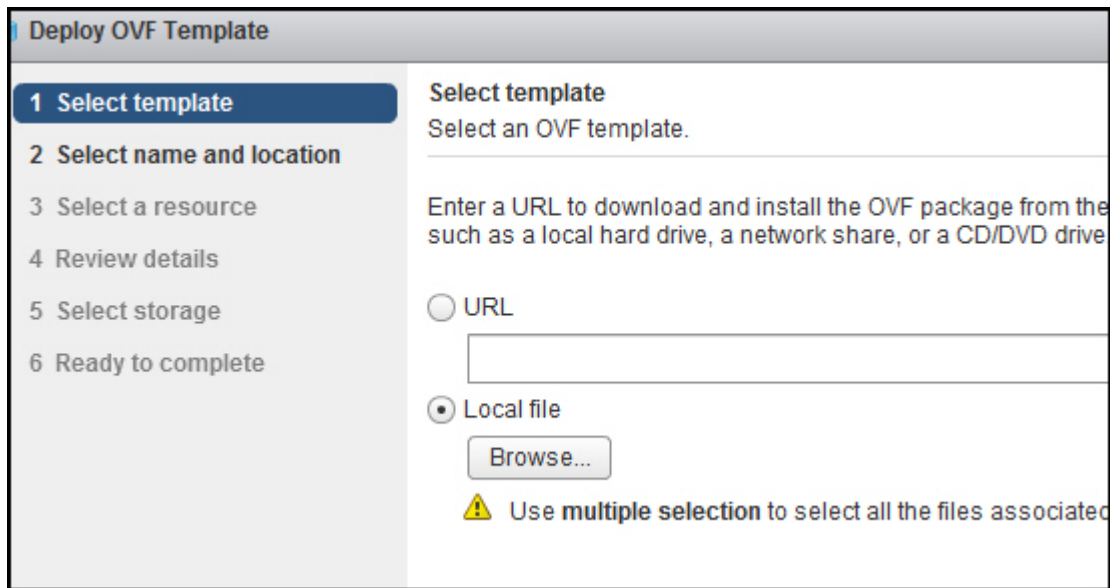 Deploy OVF Template
1 Select template
2 Select name and location
3 Select a resource
4 Review details
5 Select storage
6 Ready to complete
Select template
Select an OVF template.
Enter a URL to download and install the OVF package from the
such as a local hard drive, a network share, or a CD/DVD drive
URL
Local file
Browse...
Use multiple selection to select all the files associated